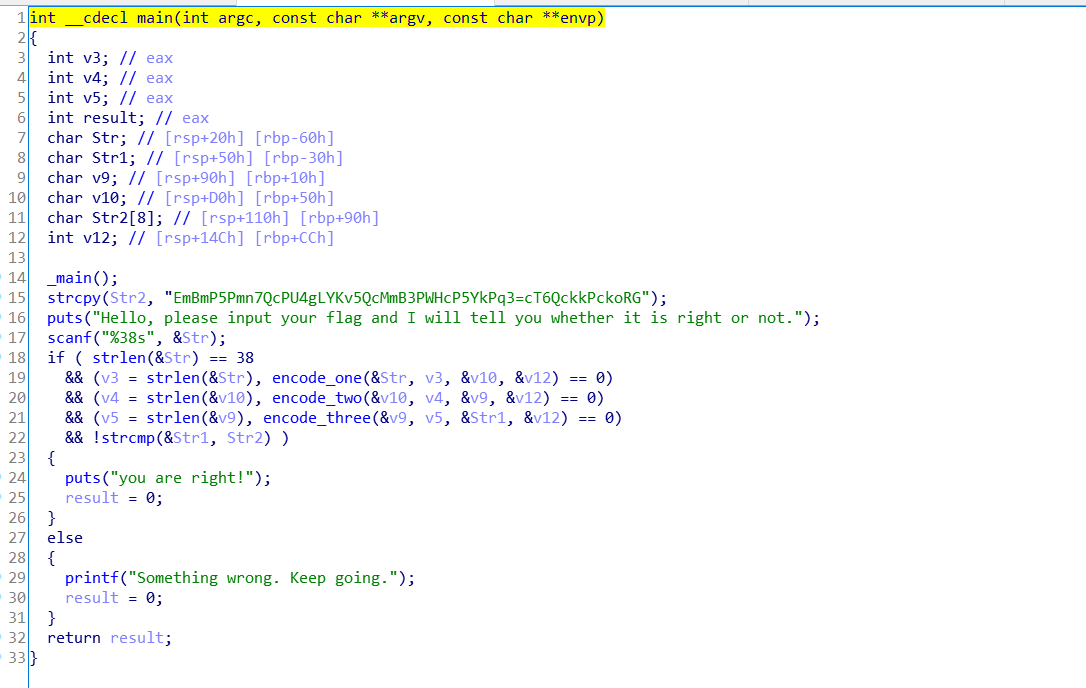 1 int __cdecl main(int argc, const char **argv, const char **envp)
2 {
3   int v3; // eax
4   int v4; // eax
5   int v5; // eax
6   int result; // eax
7   char Str; // [rsp+20h] [rbp-60h]
8   char Str1; // [rsp+50h] [rbp-30h]
9   char v9; // [rsp+90h] [rbp+10h]
10   char v10; // [rsp+D0h] [rbp+50h]
11   char Str2[8]; // [rsp+110h] [rbp+90h]
12   int v12; // [rsp+14Ch] [rbp+CCh]
13
14   _main();
15   strcpy(Str2, "EmBmP5Pmn7QcPU4gLYKv5QcMmB3PWHcP5YkPq3=cT6QckkPckoRG");
16   puts("Hello, please input your flag and I will tell you whether it is right or not.");
17   scanf("%38s", &Str);
18   if ( strlen(&Str) == 38
19     && (v3 = strlen(&Str), encode_one(&Str, v3, &v10, &v12) == 0)
20     && (v4 = strlen(&v10), encode_two(&v10, v4, &v9, &v12) == 0)
21     && (v5 = strlen(&v9), encode_three(&v9, v5, &Str1, &v12) == 0)
22     && !strcmp(&Str1, Str2) )
23   {
24     puts("you are right!");
25     result = 0;
26   }
27   else
28   {
29     printf("Something wrong. Keep going.");
30     result = 0;
31   }
32   return result;
33 }